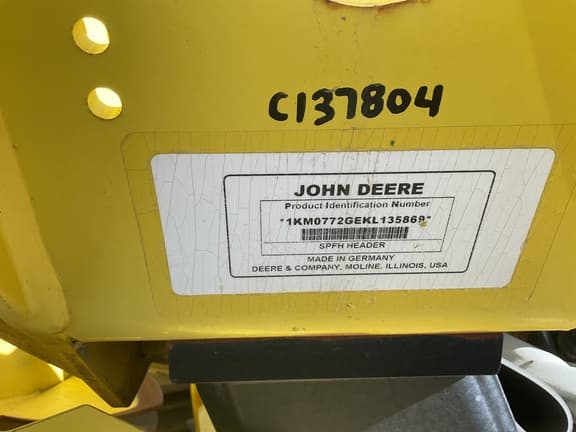 C137804
JOHN DEERE
Product Identification Number
*1KM0772GEKL135869*
SPFH HEADER
MADE IN GERMANY
DEERE & COMPANY, MOLINE, ILLINOIS, USA